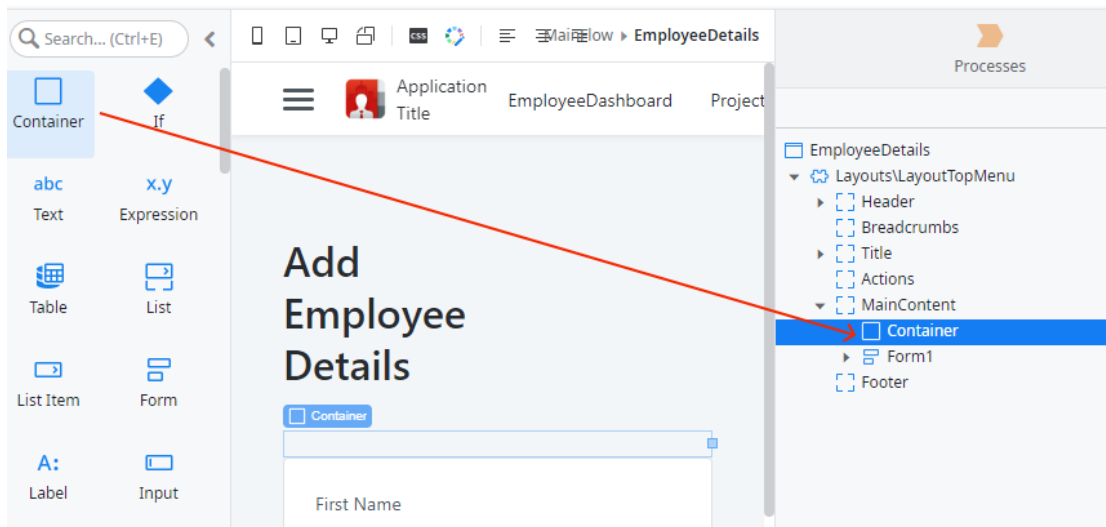 Search... (Ctrl+E)
Container
If
abc
x.y
Text
Expression
Table
List
List Item
Form
A:
Label
Input
CSS
MainFlow EmployeeDetails
Application
Title
EmployeeDashboard
Project
Add
Employee
Details
Container
First Name
Processes
EmployeeDetails
Layouts\LayoutTopMenu
Header
Breadcrumbs
Title
Actions
MainContent
Container
Form1
Footer